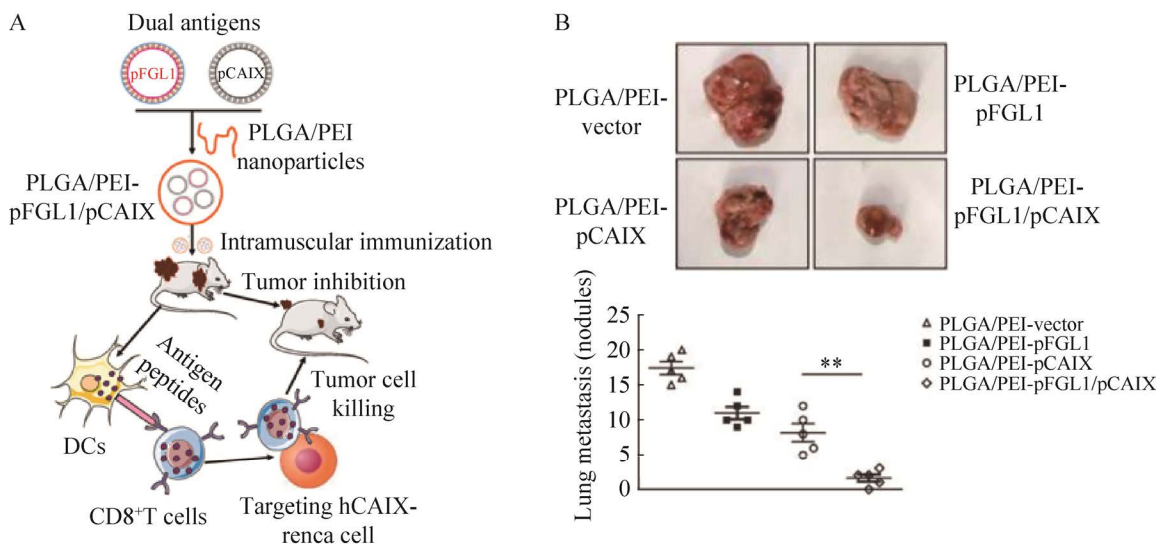 A
Dual antigens
pFGL1
pCAIX
PLGA/PEI
nanoparticles
PLGA/PEI-
pFGL1/pCAIX
Intramuscular immunization
Tumor inhibition
Antigen
peptides
Tumor cell
killing
DCs
CD8⁺T cells
Targeting hCAIX-
renca cell
B
PLGA/PEI-
vector
PLGA/PEI-
pFGL1
PLGA/PEI-
pCAIX
PLGA/PEI-
pFGL1/pCAIX
Lung metastasis (nodules)
25
20
15
10
5
0
**
PLGA/PEI-vector
PLGA/PEI-pFGL1
PLGA/PEI-pCAIX
PLGA/PEI-pFGL1/pCAIX